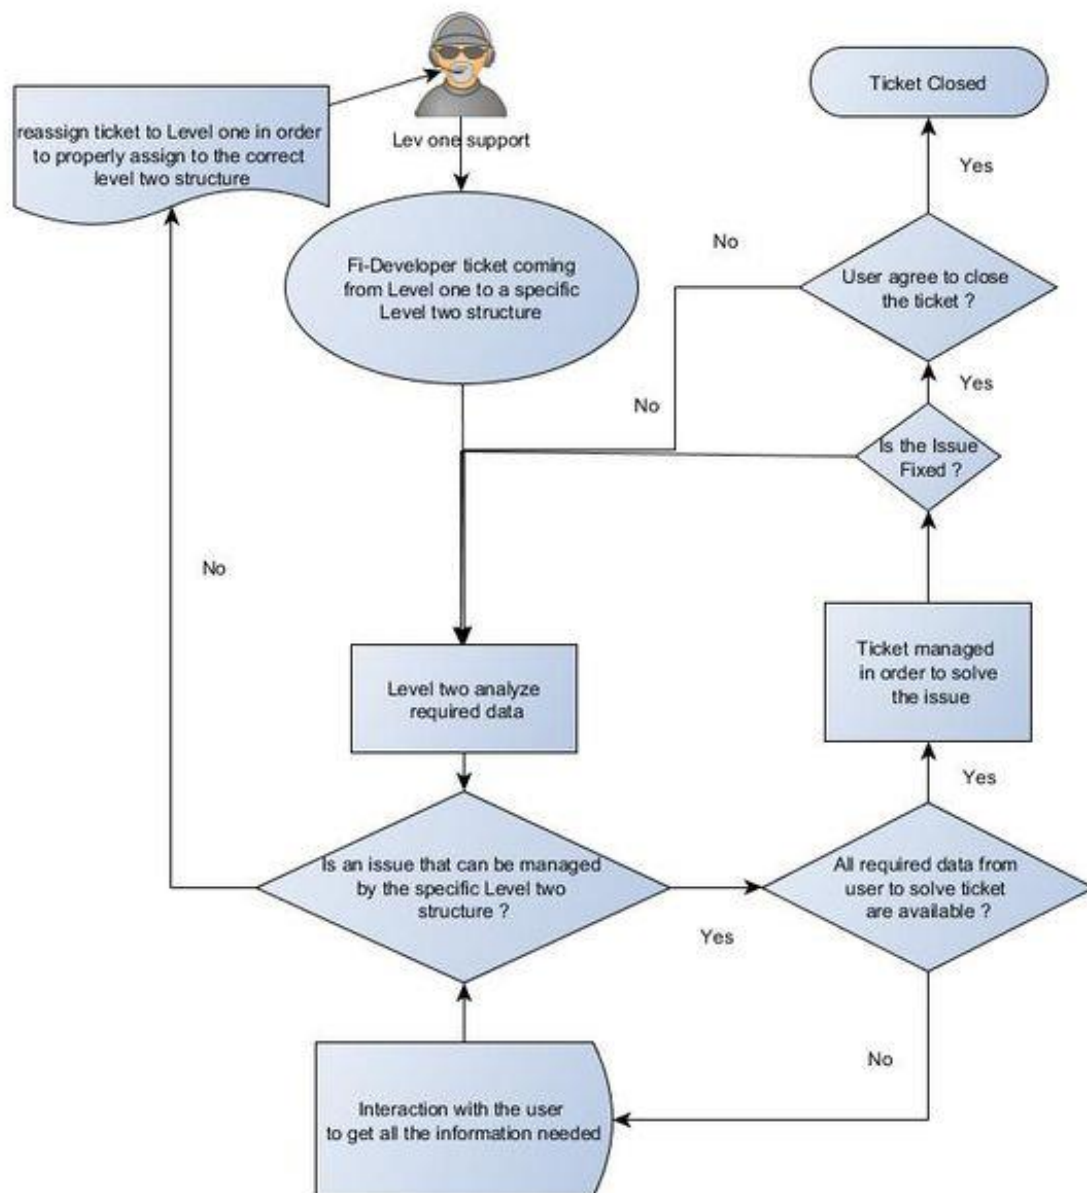 Lev one support
reassign ticket to Level one in order
to properly assign to the correct
level two structure
Ticket Closed
Yes
Fi-Developer ticket coming
from Level one to a specific
Level two structure
No
User agree to close
the ticket ?
Yes
No
Is the Issue
Fixed ?
No
Ticket managed
in order to solve
the issue
Level two analyze
required data
Yes
Is an issue that can be managed
by the specific Level two
structure ?
Yes
All required data from
user to solve ticket
are available ?
No
Interaction with the user
to get all the information needed